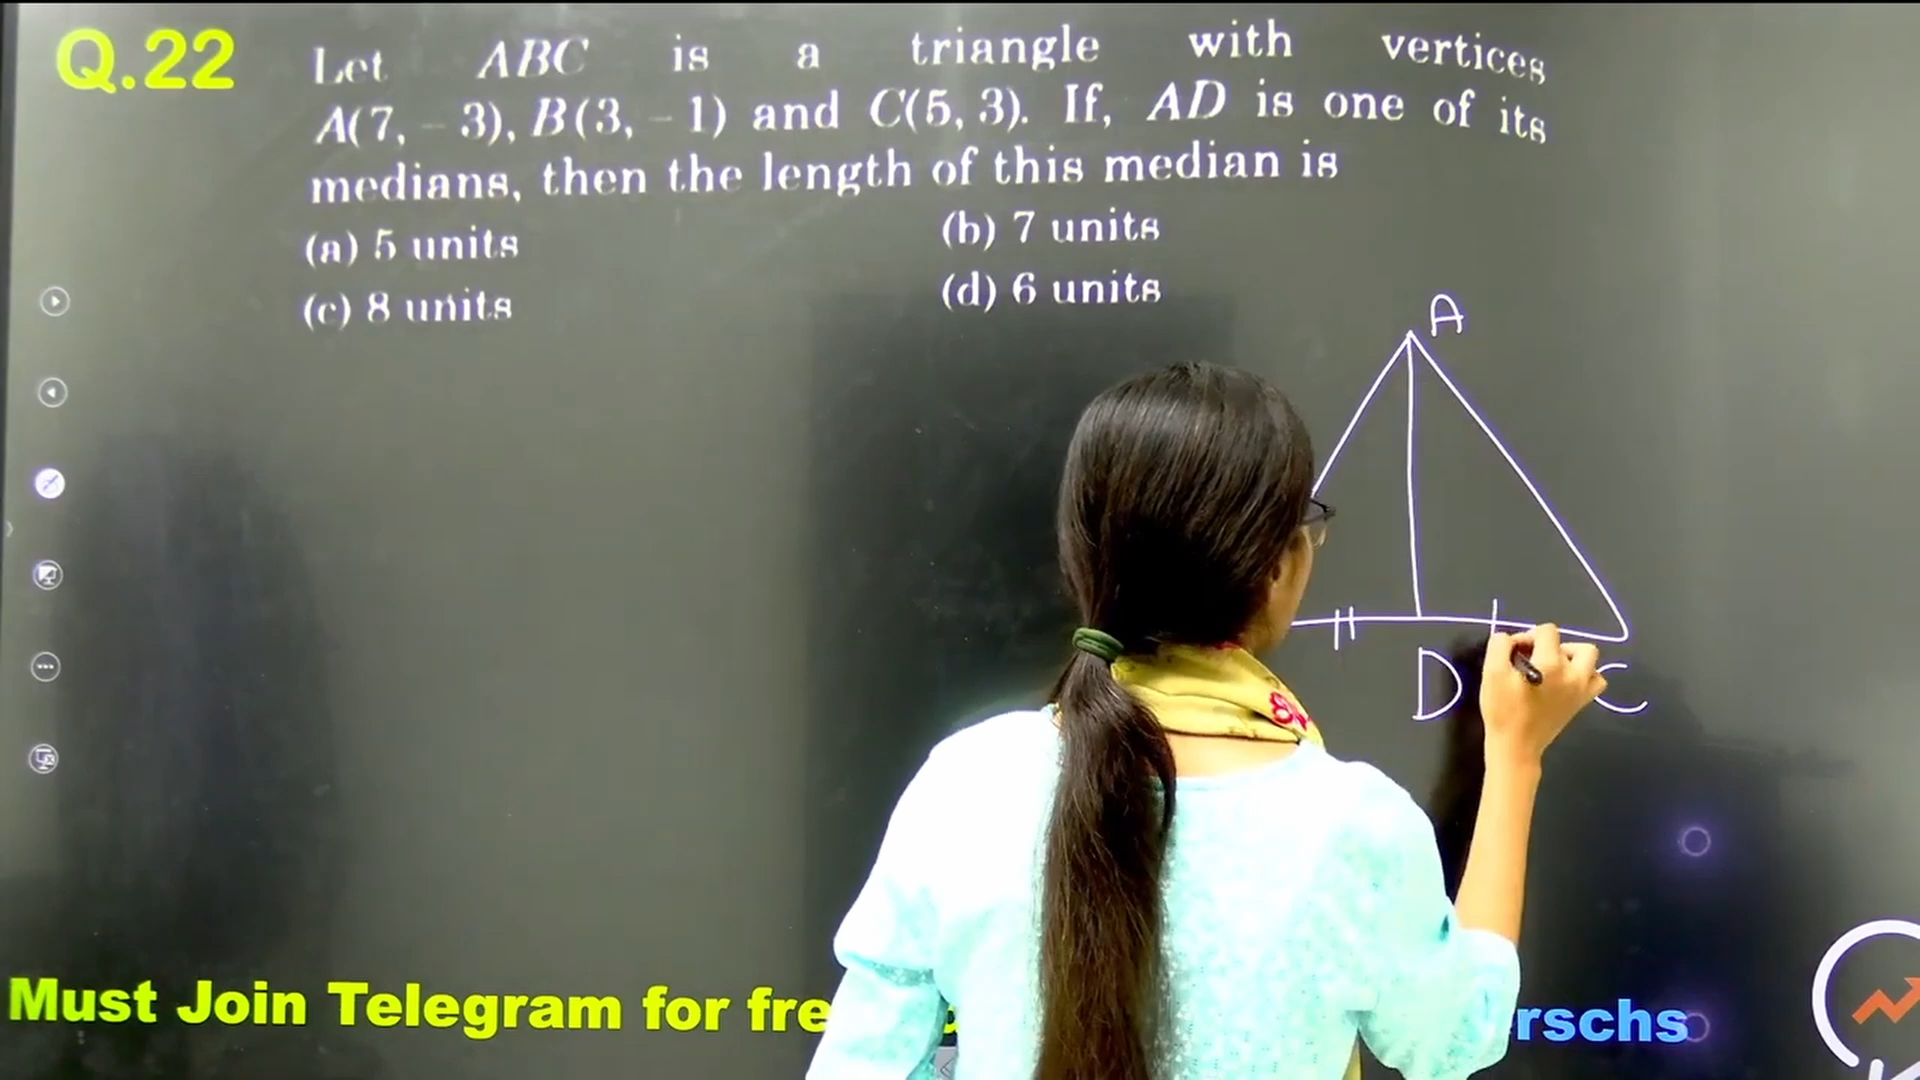 Q.22
Let ABC is a triangle with vertices
A(7, – 3), B(3, – 1) and C(5, 3). If, AD is one of its
medians, then the length of this median is
(a) 5 units
(b) 7 units
(c) 8 units
(d) 6 units
A
D
C
Must Join Telegram for